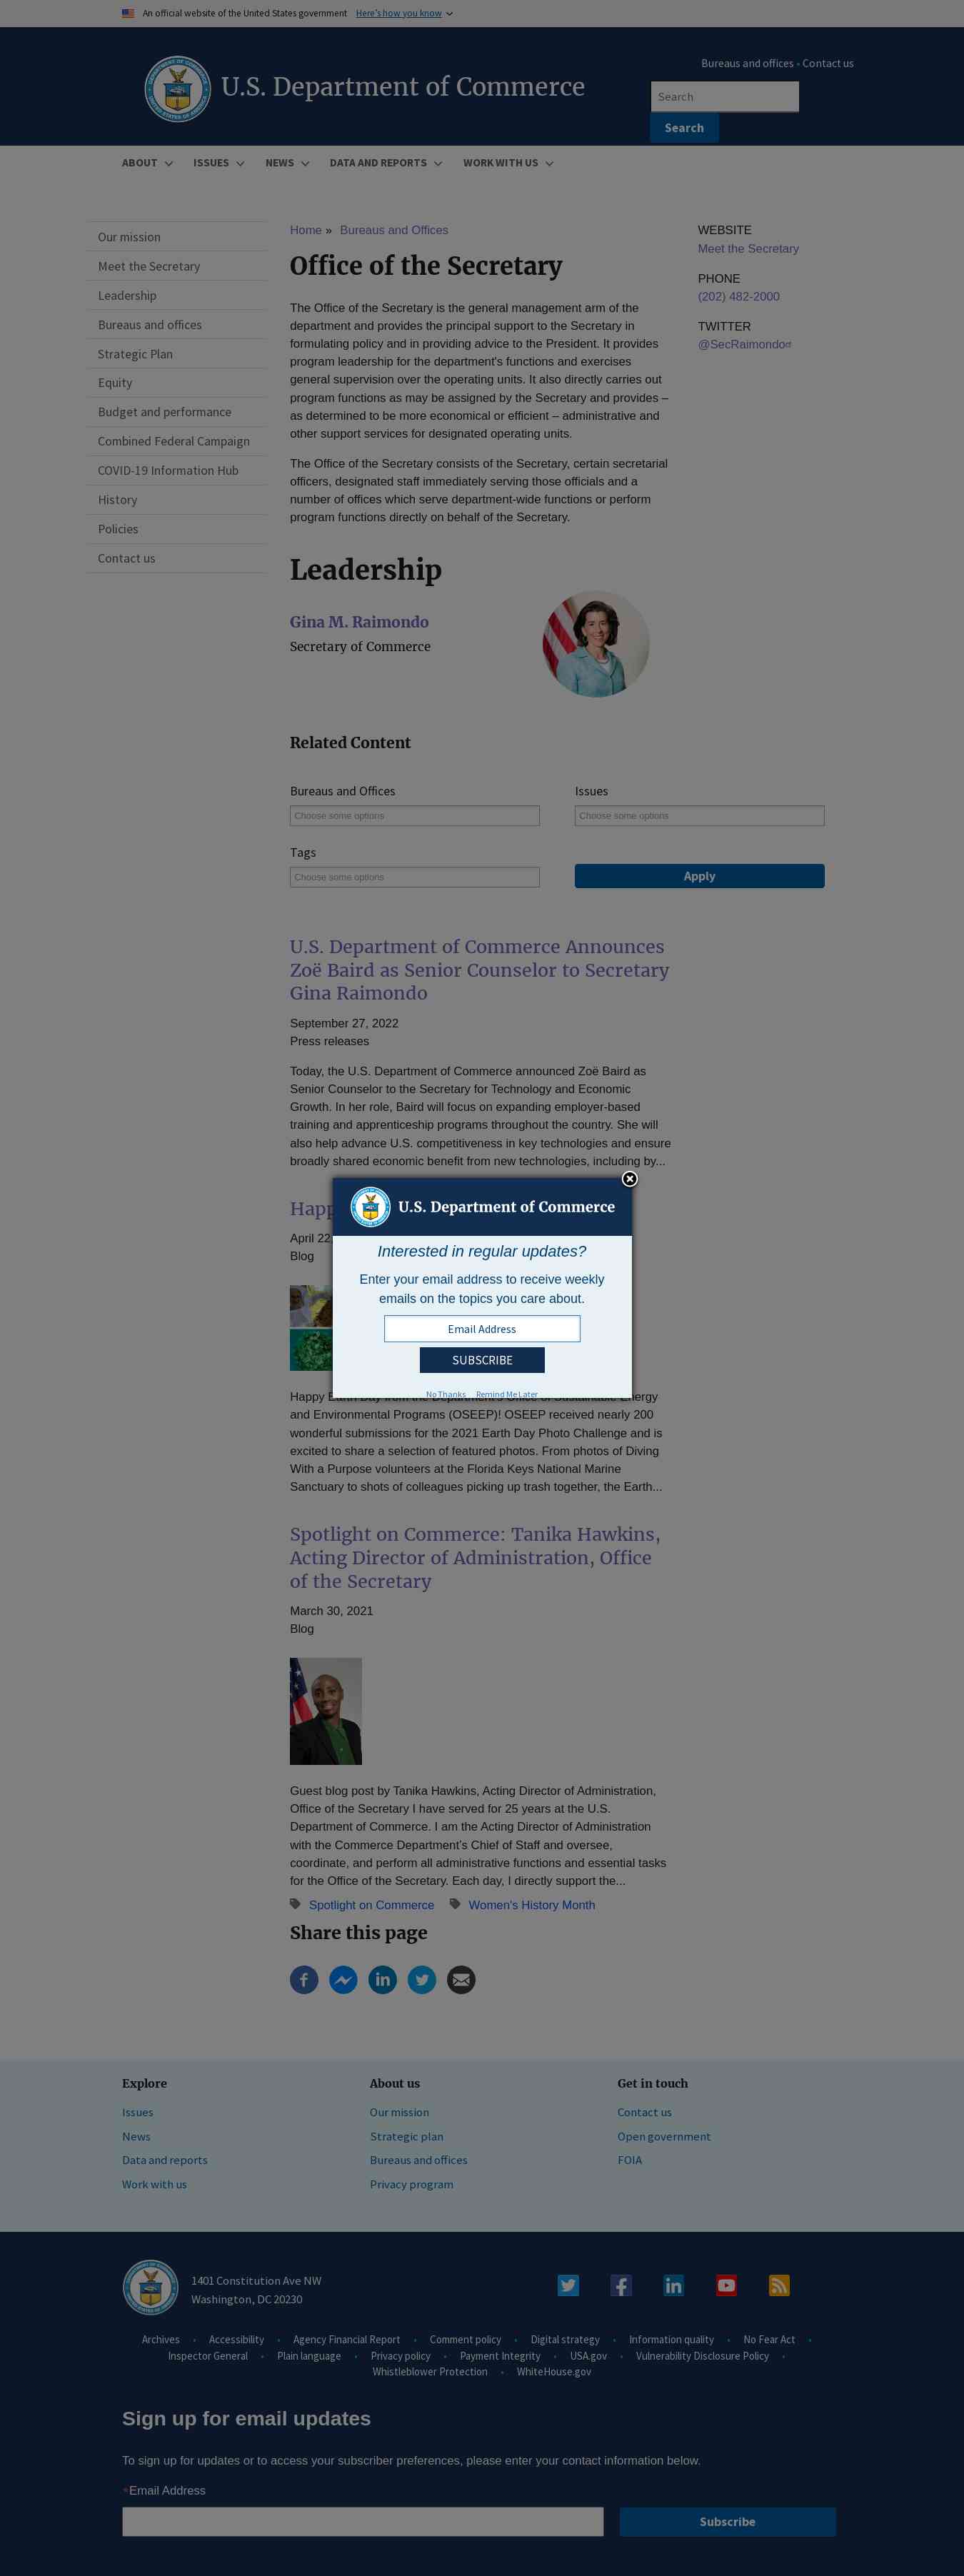 An official website of the United States government Here's how you know
U.S. Department of Commerce
Bureaus and offices - Contact us
Search
Search
ABOUT ISSUES NEWS DATA AND REPORTS WORK WITH US
Our mission
Meet the Secretary
Leadership
Bureaus and offices
Strategic Plan
Equity
Budget and performance
Combined Federal Campaign
COVID-19 Information Hub
History
Policies
Contact us
Home » Bureaus and Offices
Office of the Secretary
The Office of the Secretary is the general management arm of the
department and provides the principal support to the Secretary in
formulating policy and in providing advice to the President. It provides
program leadership for the department's functions and exercises
general supervision over the operating units. It also directly carries out
program functions as may be assigned by the Secretary and provides –
as determined to be more economical or efficient – administrative and
other support services for designated operating units.
The Office of the Secretary consists of the Secretary, certain secretarial
officers, designated staff immediately serving those officials and a
number of offices which serve department-wide functions or perform
program functions directly on behalf of the Secretary.
WEBSITE
Meet the Secretary
PHONE
(202) 482-2000
TWITTER
@SecRaimondo
Leadership
Gina M. Raimondo
Secretary of Commerce
Related Content
Bureaus and Offices
Choose some options
Issues
Choose some options
Tags
Choose some options
Apply
U.S. Department of Commerce Announces
Zoë Baird as Senior Counselor to Secretary
Gina Raimondo
September 27, 2022
Press releases
Today, the U.S. Department of Commerce announced Zoë Baird as
Senior Counselor to the Secretary for Technology and Economic
Growth. In her role, Baird will focus on expanding employer-based
training and apprenticeship programs throughout the country. She will
also help advance U.S. competitiveness in key technologies and ensure
broadly shared economic benefit from new technologies, including by...
Happ
April 22,
Blog
U.S. Department of Commerce
Interested in regular updates?
Enter your email address to receive weekly
emails on the topics you care about.
Email Address
SUBSCRIBE
No Thanks Remind Me Later
Happy Earth Day from the Department's Office of Sustainable Energy
and Environmental Programs (OSEEP)! OSEEP received nearly 200
wonderful submissions for the 2021 Earth Day Photo Challenge and is
excited to share a selection of featured photos. From photos of Diving
With a Purpose volunteers at the Florida Keys National Marine
Sanctuary to shots of colleagues picking up trash together, the Earth...
Spotlight on Commerce: Tanika Hawkins,
Acting Director of Administration, Office
of the Secretary
March 30, 2021
Blog
Guest blog post by Tanika Hawkins, Acting Director of Administration,
Office of the Secretary I have served for 25 years at the U.S.
Department of Commerce. I am the Acting Director of Administration
with the Commerce Department's Chief of Staff and oversee,
coordinate, and perform all administrative functions and essential tasks
for the Office of the Secretary. Each day, I directly support the...
Spotlight on Commerce Women's History Month
Share this page
Explore
Issues
News
Data and reports
Work with us
About us
Our mission
Strategic plan
Bureaus and offices
Privacy program
Get in touch
Contact us
Open government
FOIA
1401 Constitution Ave NW
Washington, DC 20230
Archives • Accessibility • Agency Financial Report • Comment policy • Digital strategy • Information quality • No Fear Act •
Inspector General • Plain language • Privacy policy • Payment Integrity • USA.gov • Vulnerability Disclosure Policy •
Whistleblower Protection • WhiteHouse.gov
Sign up for email updates
To sign up for updates or to access your subscriber preferences, please enter your contact information below.
*Email Address
Subscribe